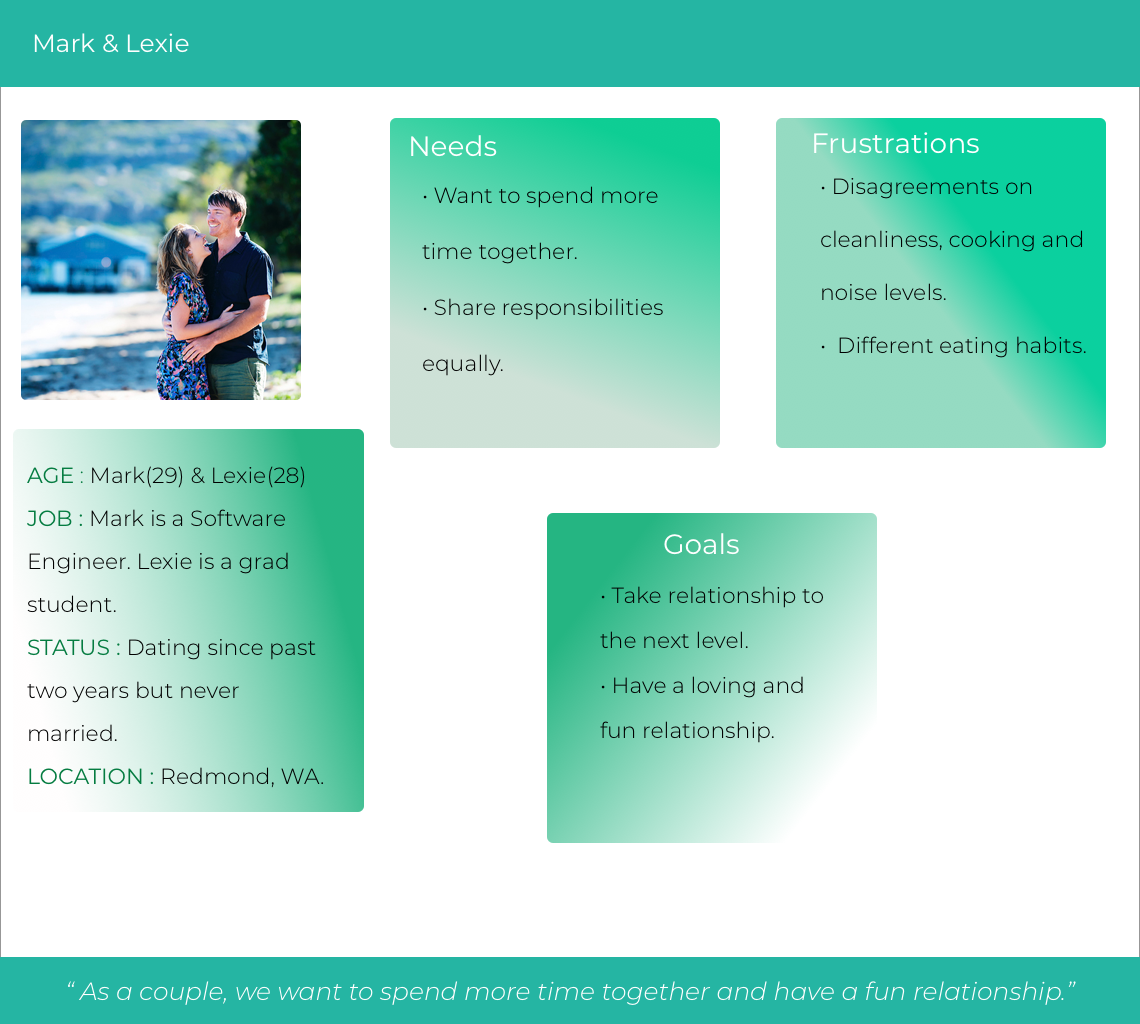 Mark & Lexie
Needs
• Want to spend more
time together.
• Share responsibilities
equally.
Frustrations
• Disagreements on
cleanliness, cooking and
noise levels.
•  Different eating habits.
AGE : Mark(29) & Lexie(28)
JOB : Mark is a Software
Engineer. Lexie is a grad
student.
STATUS : Dating since past
two years but never
married.
LOCATION : Redmond, WA.
Goals
• Take relationship to
the next level.
• Have a loving and
fun relationship.
“ As a couple, we want to spend more time together and have a fun relationship.”